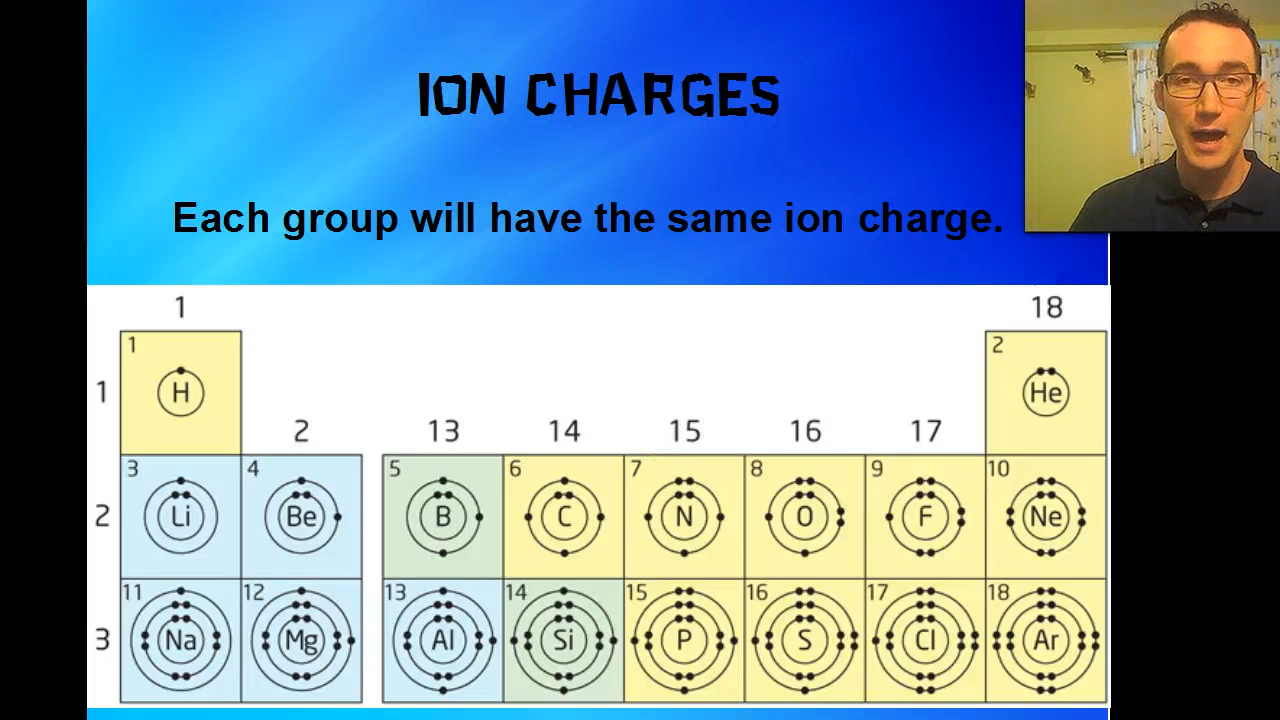 ION CHARGES
Each group will have the same ion charge.
1 18
1 2
1 H He
2 13 14 15 16 17
3 4 5 6 7 8 9 10
2 Li Be B C N O F Ne
11 12 13 14 15 16 17 18
3 Na Mg Al Si P S Cl Ar